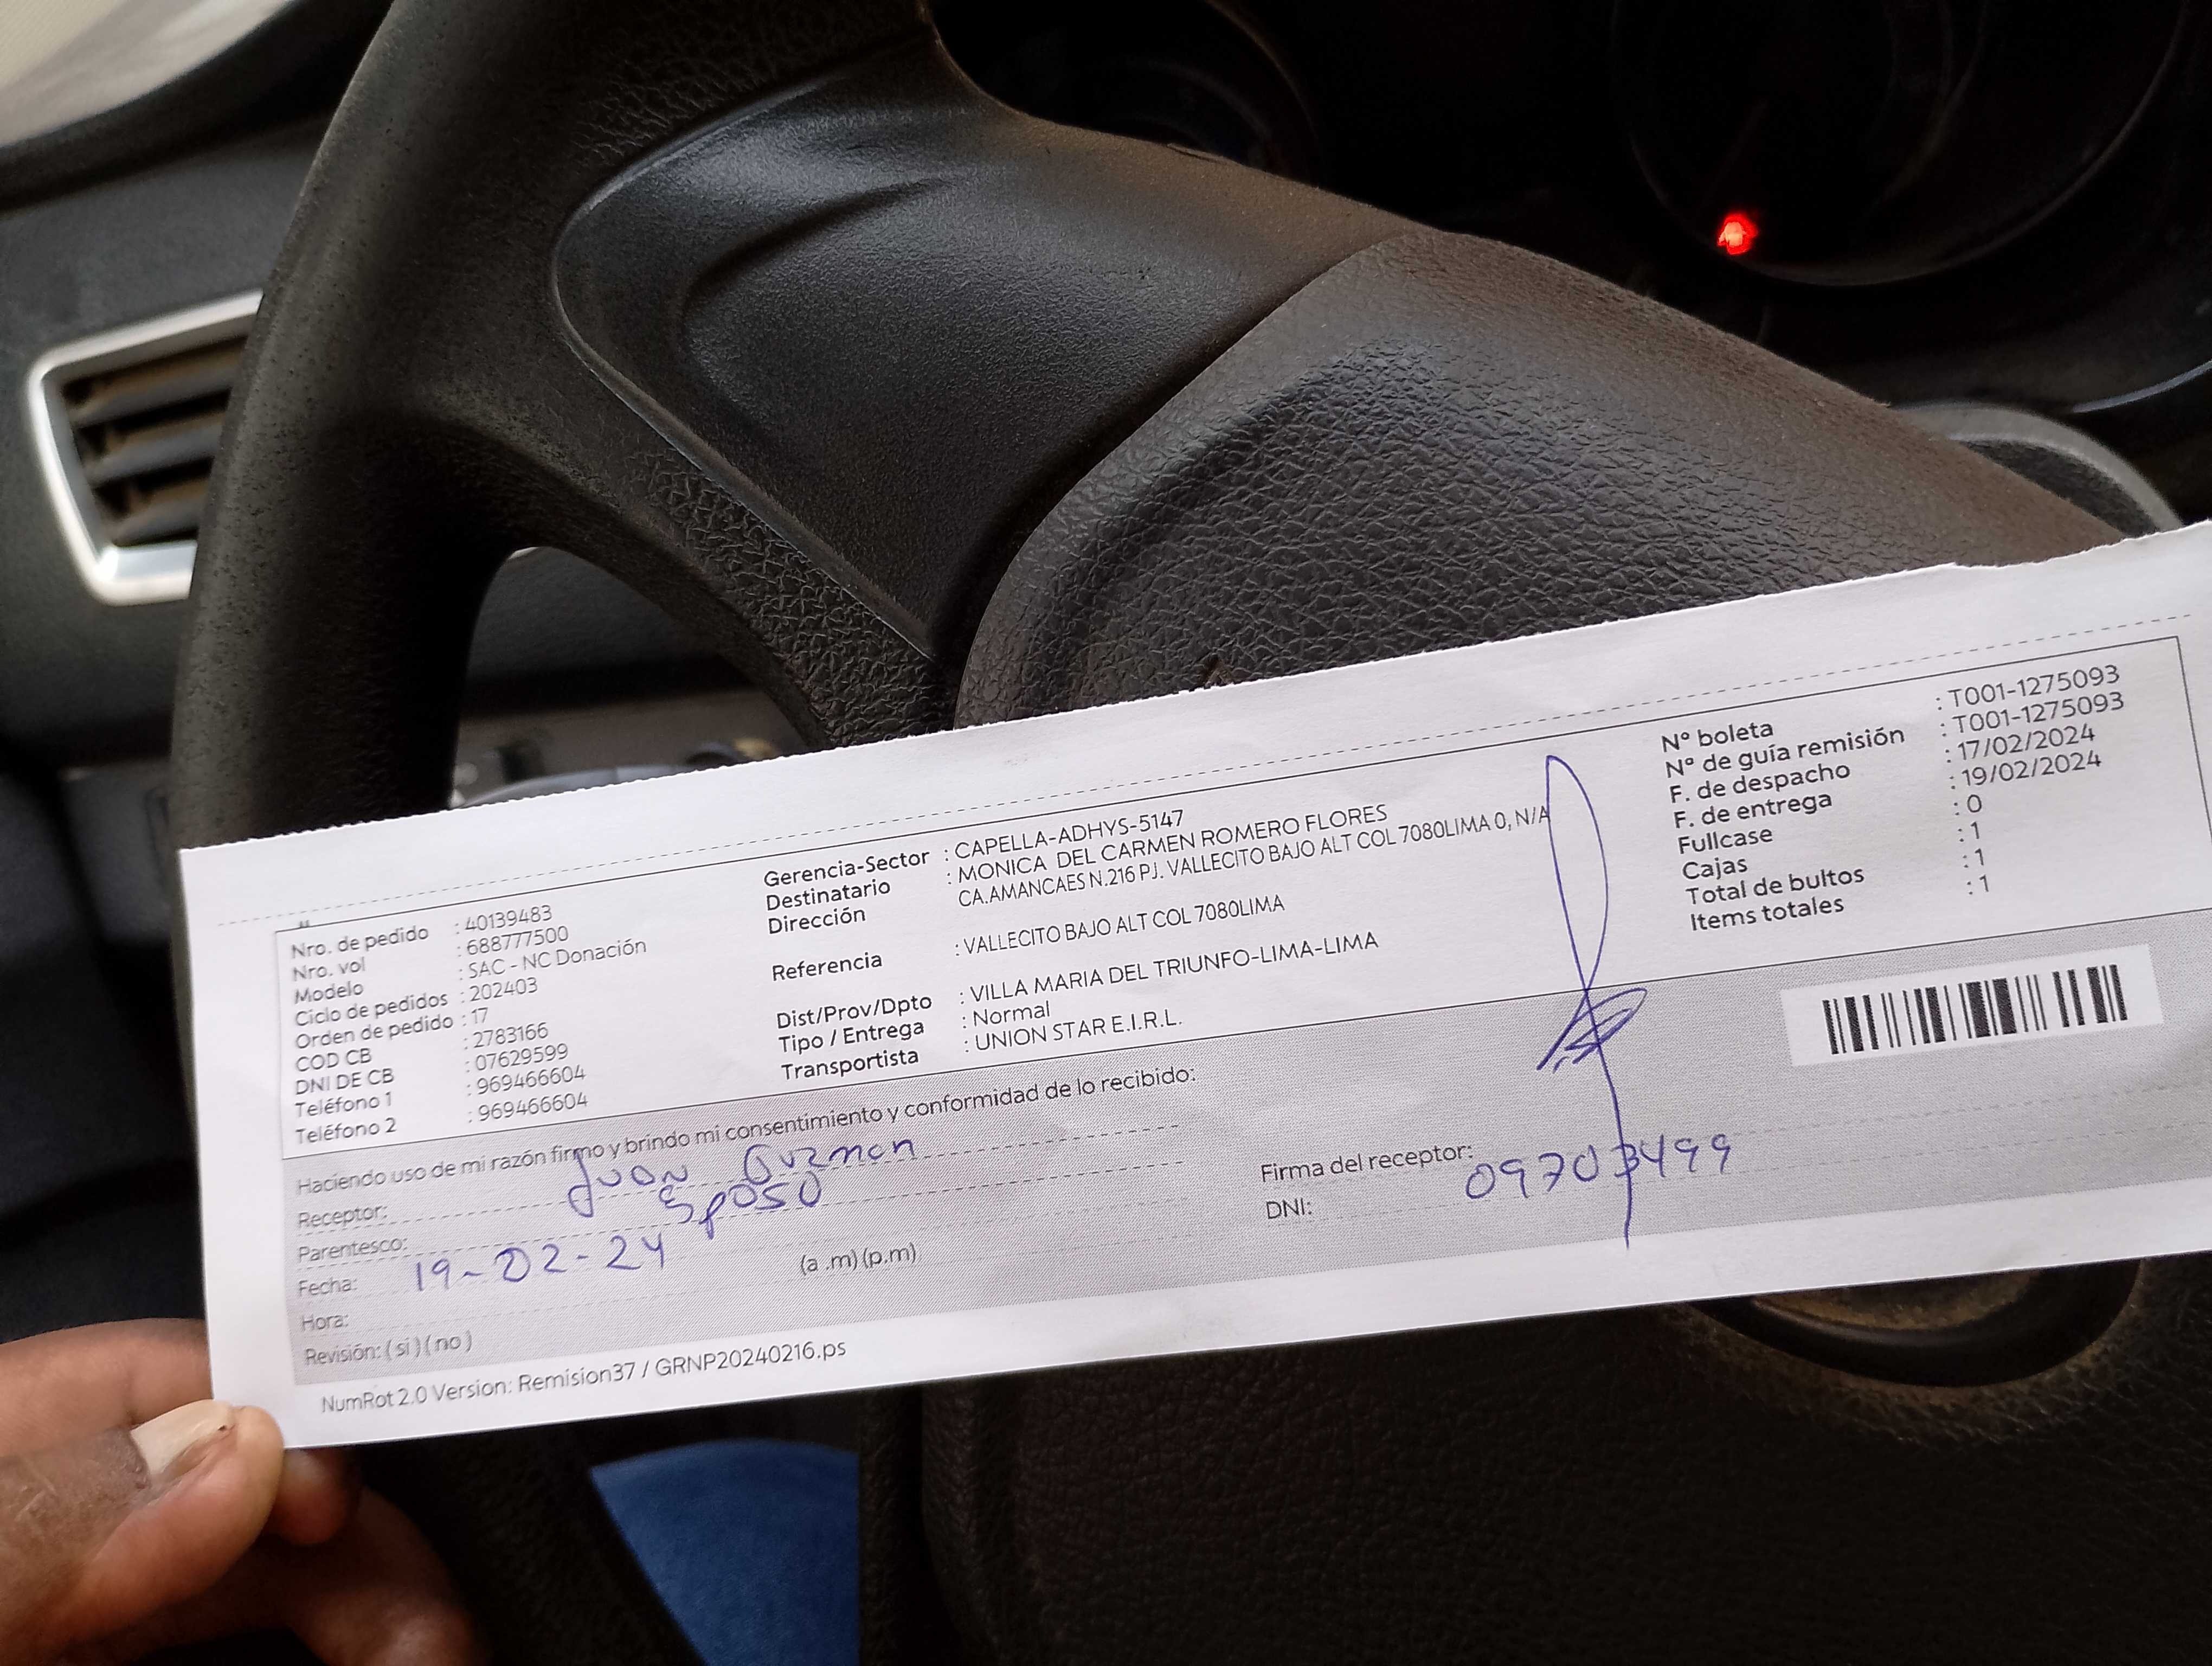 Nro. de pedido : 40139483
Nro. vol : 688777500
Modelo : SAC - NC Donación
Ciclo de pedidos : 202403
Orden de pedido : 17
COD CB : 2783166
DNI DE CB : 07629599
Teléfono 1 : 969466604
Teléfono 2 : 969466604
Gerencia-Sector : CAPELLA-ADHYS-5147
Destinatario : MONICA DEL CARMEN ROMERO FLORES
Dirección CA.AMANCAES N.216 PJ. VALLECITO BAJO ALT COL 7080LIMA 0, N/A
Referencia : VALLECITO BAJO ALT COL 7080LIMA
Dist/Prov/Dpto : VILLA MARIA DEL TRIUNFO-LIMA-LIMA
Tipo / Entrega : Normal
Transportista : UNION STAR E.I.R.L.
Nº boleta : T001-1275093
Nº de guía remisión : T001-1275093
F. de despacho : 17/02/2024
F. de entrega : 19/02/2024
Fullcase : 0
Cajas : 1
Total de bultos : 1
Items totales : 1
Haciendo uso de mi razón firmo y brindo mi consentimiento y conformidad de lo recibido:
Receptor: Juan Guzman
Parentesco: Esposo
Fecha: 19-02-24
Hora: (a .m) (p.m)
Revisión: ( si ) ( no )
Firma del receptor:
DNI: 09703499
NumRot 2.0 Version: Remision37 / GRNP20240216.ps